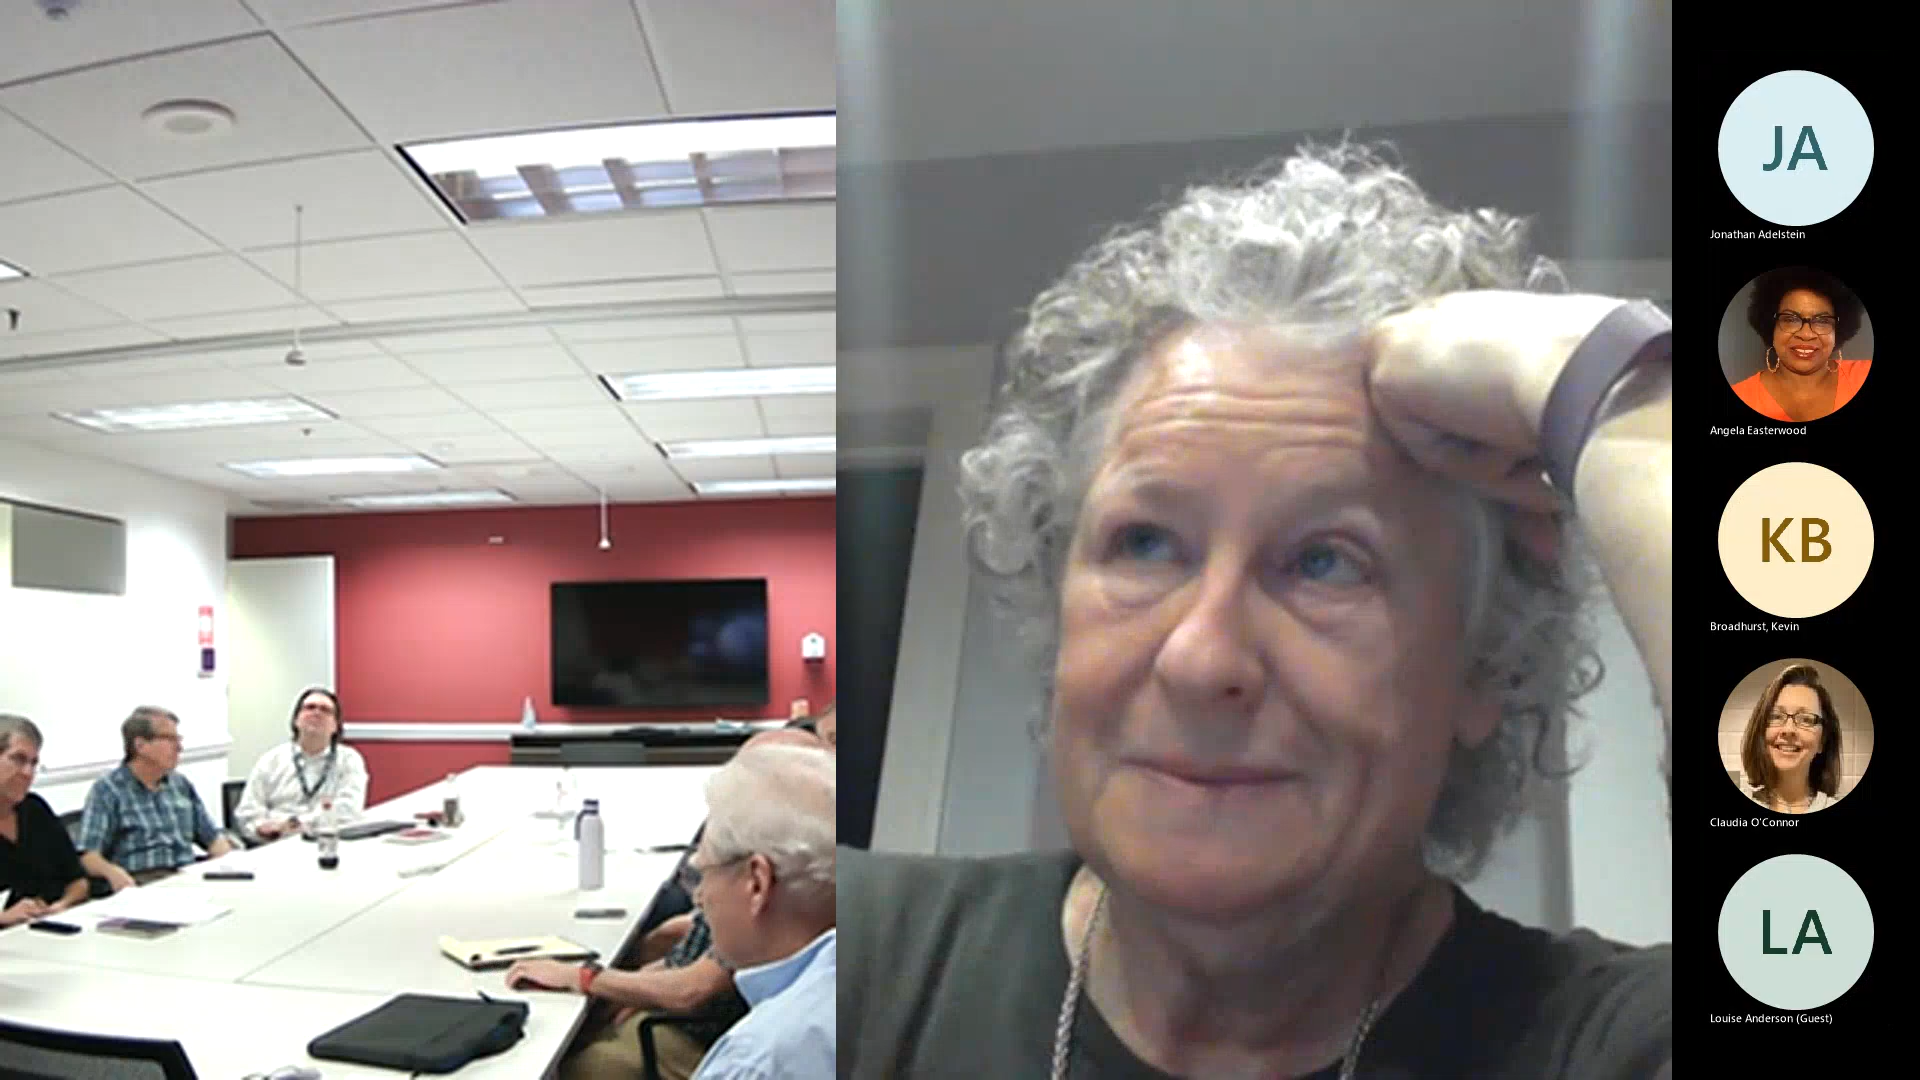 JA
Jonathan Adelstein
Angela Easterwood
KB
Broadhurst, Kevin
Claudia O'Connor
LA
Louise Anderson (Guest)